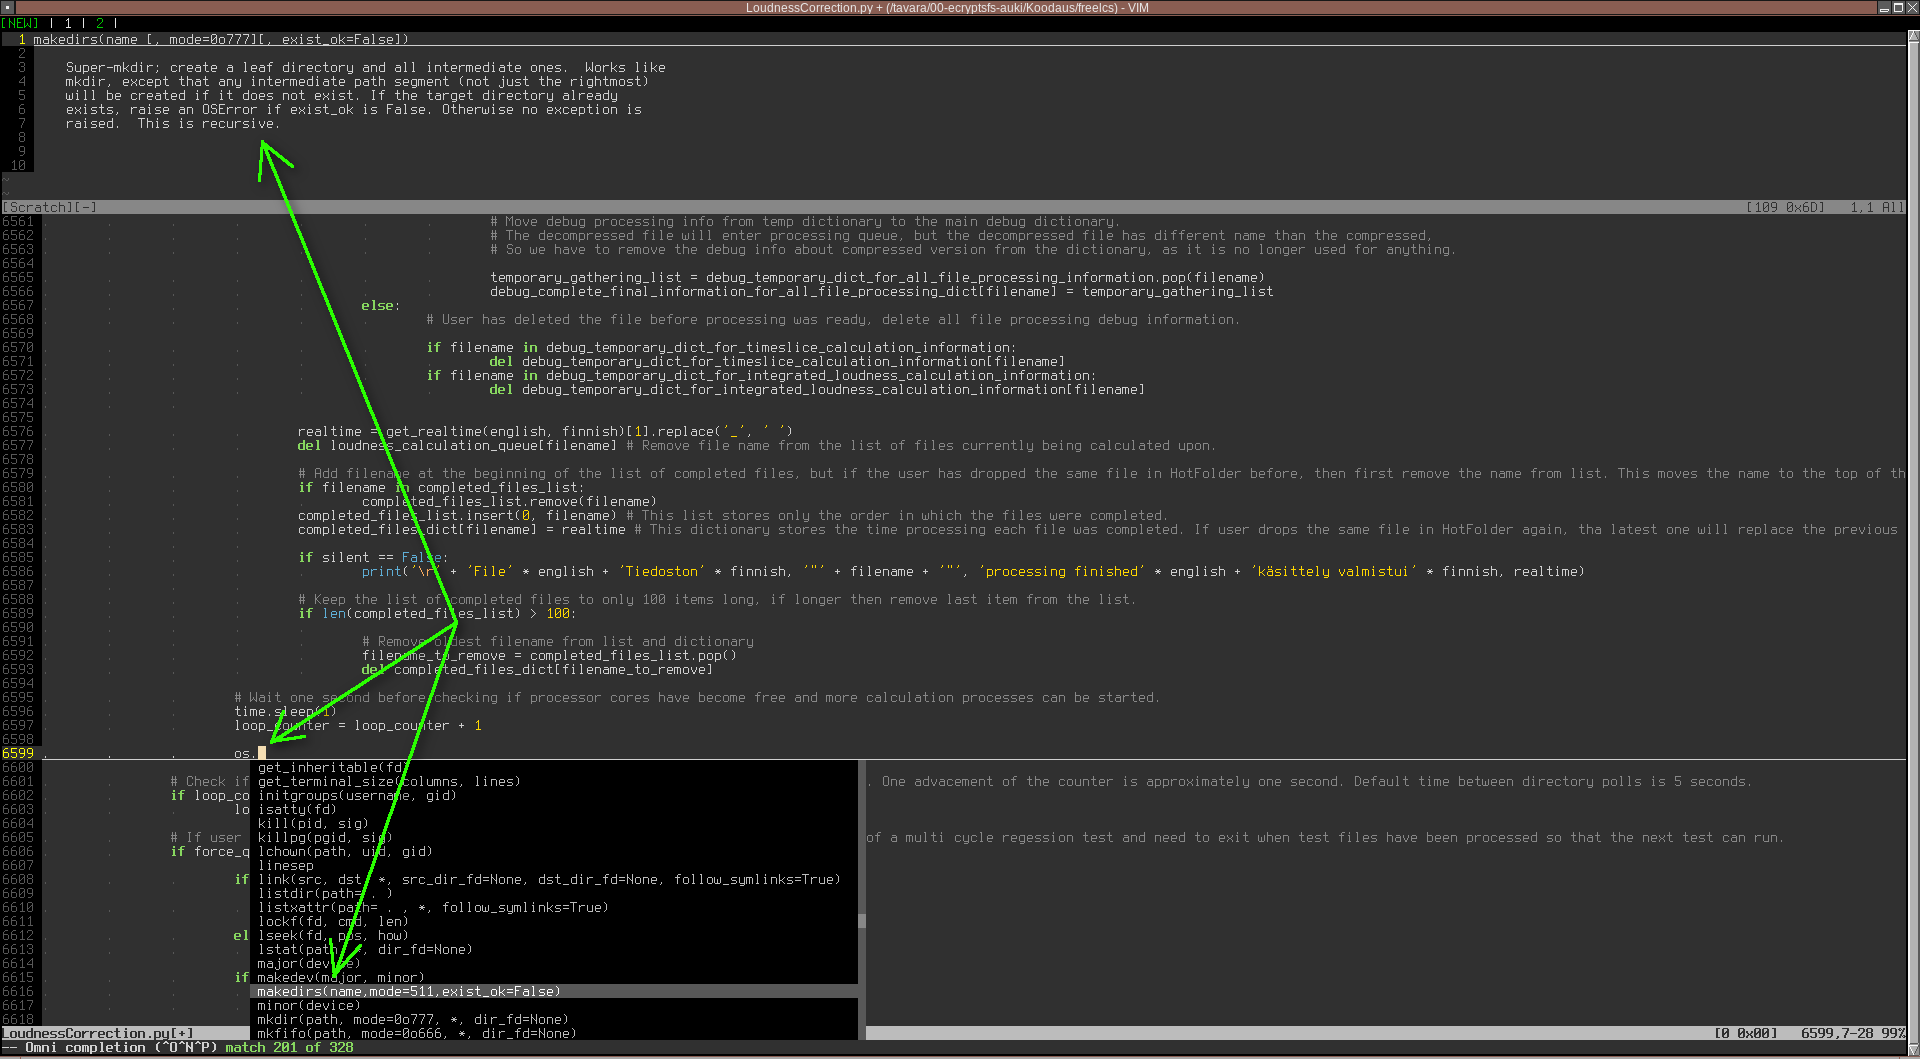 LoudnessCorrection.py + (/tavara/00-ecryptsfs-auki/Koodaus/freelcs) - VIM
[NEW] | 1 | 2 |
1 makedirs(name [, mode=0o777][, exist_ok=False])
2
3 Super-mkdir; create a leaf directory and all intermediate ones.  Works like
4 mkdir, except that any intermediate path segment (not just the rightmost)
5 will be created if it does not exist. If the target directory already
6 exists, raise an OSError if exist_ok is False. Otherwise no exception is
7 raised.  This is recursive.
8
9
10
~
~
[Scratch][-] [109 0x6D] 1,1 All
6561 # Move debug processing info from temp dictionary to the main debug dictionary.
6562 # The decompressed file will enter processing queue, but the decompressed file has different name than the compressed,
6563 # So we have to remove the debug info about compressed version from the dictionary, as it is no longer used for anything.
6564
6565 temporary_gathering_list = debug_temporary_dict_for_all_file_processing_information.pop(filename)
6566 debug_complete_final_information_for_all_file_processing_dict[filename] = temporary_gathering_list
6567 else:
6568 # User has deleted the file before processing was ready, delete all file processing debug information.
6569
6570 if filename in debug_temporary_dict_for_timeslice_calculation_information:
6571 del debug_temporary_dict_for_timeslice_calculation_information[filename]
6572 if filename in debug_temporary_dict_for_integrated_loudness_calculation_information:
6573 del debug_temporary_dict_for_integrated_loudness_calculation_information[filename]
6574
6575
6576 realtime = get_realtime(english, finnish)[1].replace('_', ' ')
6577 del loudness_calculation_queue[filename] # Remove file name from the list of files currently being calculated upon.
6578
6579 # Add filename at the beginning of the list of completed files, but if the user has dropped the same file in HotFolder before, then first remove the name from list. This moves the name to the top of th
6580 if filename in completed_files_list:
6581 completed_files_list.remove(filename)
6582 completed_files_list.insert(0, filename) # This list stores only the order in which the files were completed.
6583 completed_files_dict[filename] = realtime # This dictionary stores the time processing each file was completed. If user drops the same file in HotFolder again, tha latest one will replace the previous
6584
6585 if silent == False:
6586 print('\r' + 'File' * english + 'Tiedoston' * finnish, '"' + filename + '"', 'processing finished' * english + 'käsittely valmistui' * finnish, realtime)
6587
6588 # Keep the list of completed files to only 100 items long, if longer then remove last item from the list.
6589 if len(completed_files_list) > 100:
6590
6591 # Remove oldest filename from list and dictionary
6592 filename_to_remove = completed_files_list.pop()
6593 del completed_files_dict[filename_to_remove]
6594
6595 # Wait one second before checking if processor cores have become free and more calculation processes can be started.
6596 time.sleep(1)
6597 loop_counter = loop_counter + 1
6598
6599 os.
6600 get_inheritable(fd)
6601 # Check if get_terminal_size(columns, lines) . One advacement of the counter is approximately one second. Default time between directory polls is 5 seconds.
6602 if loop_co initgroups(username, gid)
6603 lo isatty(fd)
6604 kill(pid, sig)
6605 # If user killpg(pgid, sig) of a multi cycle regession test and need to exit when test files have been processed so that the next test can run.
6606 if force_q lchown(path, uid, gid)
6607 linesep
6608 if link(src, dst, *, src_dir_fd=None, dst_dir_fd=None, follow_symlinks=True)
6609 listdir(path= . )
6610 listxattr(path= . , *, follow_symlinks=True)
6611 lockf(fd, cmd, len)
6612 el lseek(fd, pos, how)
6613 lstat(path, *, dir_fd=None)
6614 major(device)
6615 if makedev(major, minor)
6616 makedirs(name,mode=511,exist_ok=False)
6617 minor(device)
6618 mkdir(path, mode=0o777, *, dir_fd=None)
LoudnessCorrection.py[+] mkfifo(path, mode=0o666, *, dir_fd=None) [0 0x00] 6599,7-28 99%
-- Omni completion (^O^N^P) match 201 of 328